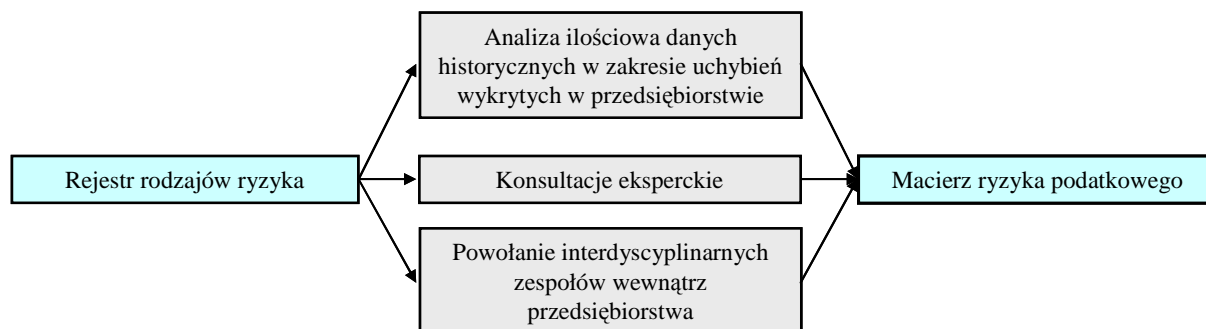 Rejestr rodzajów ryzyka
Analiza ilościowa danych
historycznych w zakresie uchybień
wykrytych w przedsiębiorstwie
Konsultacje eksperckie
Powołanie interdyscyplinarnych
zespołów wewnątrz
przedsiębiorstwa
Macierz ryzyka podatkowego